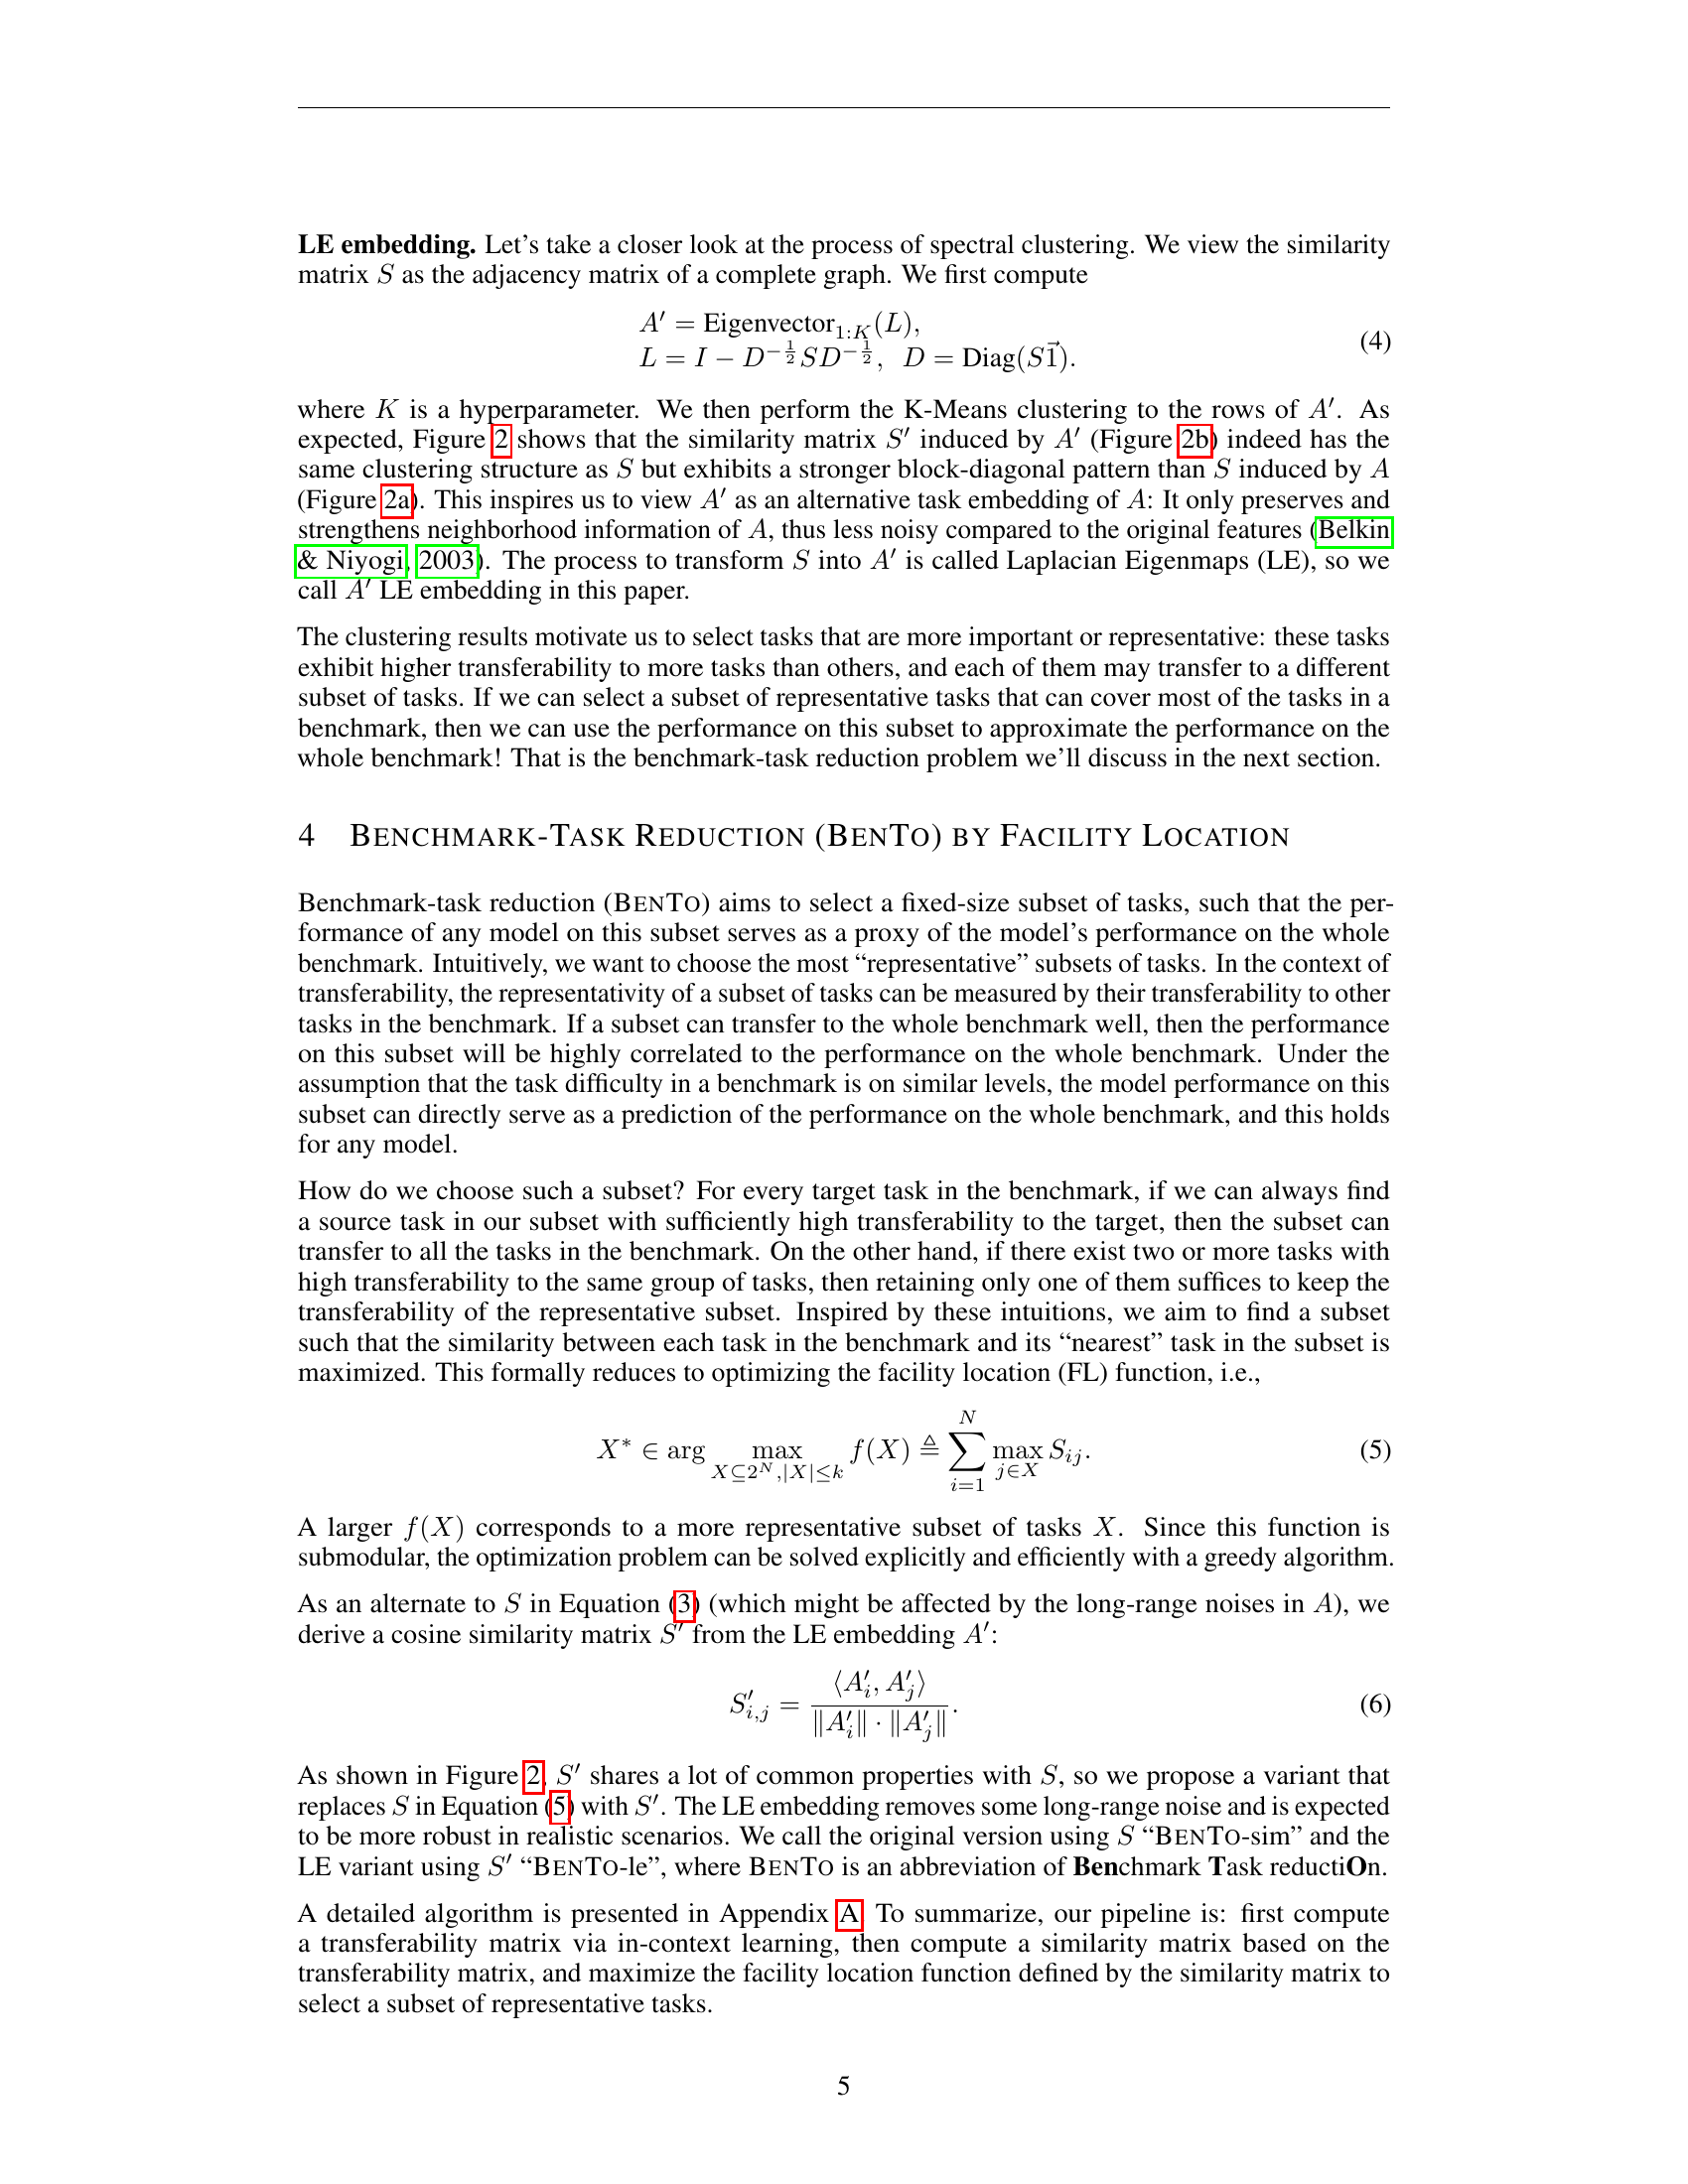 LE embedding. Let's take a closer look at the process of spectral clustering. We view the similarity
matrix S as the adjacency matrix of a complete graph. We first compute
A′ = Eigenvector₁:K(L),
L = I − D^{−1/2} S D^{−1/2},  D = Diag(S1⃗).    (4)
where K is a hyperparameter. We then perform the K-Means clustering to the rows of A′. As
expected, Figure 2 shows that the similarity matrix S′ induced by A′ (Figure 2b) indeed has the
same clustering structure as S but exhibits a stronger block-diagonal pattern than S induced by A
(Figure 2a). This inspires us to view A′ as an alternative task embedding of A: It only preserves and
strengthens neighborhood information of A, thus less noisy compared to the original features (Belkin
& Niyogi, 2003). The process to transform S into A′ is called Laplacian Eigenmaps (LE), so we
call A′ LE embedding in this paper.
The clustering results motivate us to select tasks that are more important or representative: these tasks
exhibit higher transferability to more tasks than others, and each of them may transfer to a different
subset of tasks. If we can select a subset of representative tasks that can cover most of the tasks in a
benchmark, then we can use the performance on this subset to approximate the performance on the
whole benchmark! That is the benchmark-task reduction problem we'll discuss in the next section.
4 BENCHMARK-TASK REDUCTION (BENTO) BY FACILITY LOCATION
Benchmark-task reduction (BENTO) aims to select a fixed-size subset of tasks, such that the per-
formance of any model on this subset serves as a proxy of the model's performance on the whole
benchmark. Intuitively, we want to choose the most “representative” subsets of tasks. In the context of
transferability, the representativity of a subset of tasks can be measured by their transferability to other
tasks in the benchmark. If a subset can transfer to the whole benchmark well, then the performance
on this subset will be highly correlated to the performance on the whole benchmark. Under the
assumption that the task difficulty in a benchmark is on similar levels, the model performance on this
subset can directly serve as a prediction of the performance on the whole benchmark, and this holds
for any model.
How do we choose such a subset? For every target task in the benchmark, if we can always find
a source task in our subset with sufficiently high transferability to the target, then the subset can
transfer to all the tasks in the benchmark. On the other hand, if there exist two or more tasks with
high transferability to the same group of tasks, then retaining only one of them suffices to keep the
transferability of the representative subset. Inspired by these intuitions, we aim to find a subset
such that the similarity between each task in the benchmark and its “nearest” task in the subset is
maximized. This formally reduces to optimizing the facility location (FL) function, i.e.,
X* ∈ arg max_{X⊆2^N,|X|≤k} f(X) ≜ ∑_{i=1}^{N} max_{j∈X} S_{ij}.    (5)
A larger f(X) corresponds to a more representative subset of tasks X. Since this function is
submodular, the optimization problem can be solved explicitly and efficiently with a greedy algorithm.
As an alternate to S in Equation (3) (which might be affected by the long-range noises in A), we
derive a cosine similarity matrix S′ from the LE embedding A′:
S′_{i,j} = ⟨A′_i, A′_j⟩ / (‖A′_i‖ · ‖A′_j‖).    (6)
As shown in Figure 2, S′ shares a lot of common properties with S, so we propose a variant that
replaces S in Equation (5) with S′. The LE embedding removes some long-range noise and is expected
to be more robust in realistic scenarios. We call the original version using S “BENTO-sim” and the
LE variant using S′ “BENTO-le”, where BENTO is an abbreviation of Benchmark Task reductiOn.
A detailed algorithm is presented in Appendix A. To summarize, our pipeline is: first compute
a transferability matrix via in-context learning, then compute a similarity matrix based on the
transferability matrix, and maximize the facility location function defined by the similarity matrix to
select a subset of representative tasks.
5